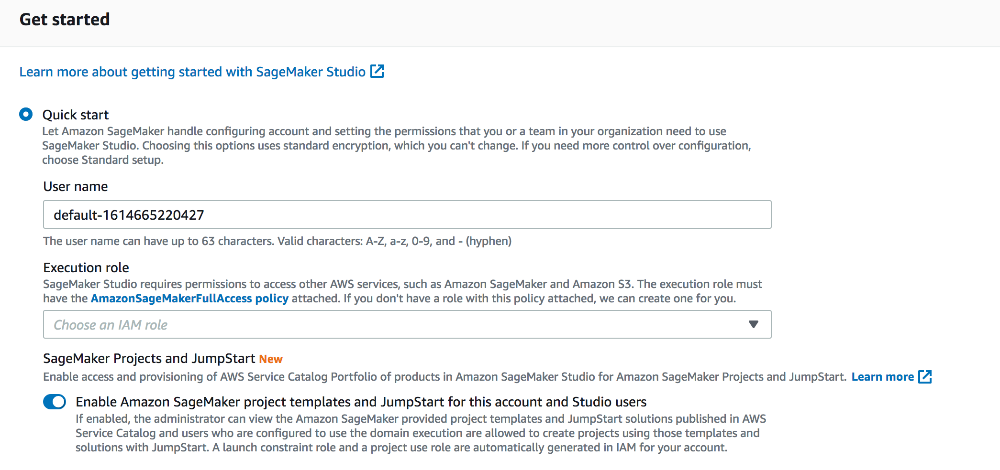 Get started
Learn more about getting started with SageMaker Studio
Quick start
Let Amazon SageMaker handle configuring account and setting the permissions that you or a team in your organization need to use
SageMaker Studio. Choosing this options uses standard encryption, which you can't change. If you need more control over configuration,
choose Standard setup.
User name
default-1614665220427
The user name can have up to 63 characters. Valid characters: A-Z, a-z, 0-9, and - (hyphen)
Execution role
SageMaker Studio requires permissions to access other AWS services, such as Amazon SageMaker and Amazon S3. The execution role must
have the AmazonSageMakerFullAccess policy attached. If you don't have a role with this policy attached, we can create one for you.
Choose an IAM role
SageMaker Projects and JumpStart New
Enable access and provisioning of AWS Service Catalog Portfolio of products in Amazon SageMaker Studio for Amazon SageMaker Projects and JumpStart. Learn more
Enable Amazon SageMaker project templates and JumpStart for this account and Studio users
If enabled, the administrator can view the Amazon SageMaker provided project templates and JumpStart solutions published in AWS
Service Catalog and users who are configured to use the domain execution are allowed to create projects using those templates and
solutions with JumpStart. A launch constraint role and a project use role are automatically generated in IAM for your account.